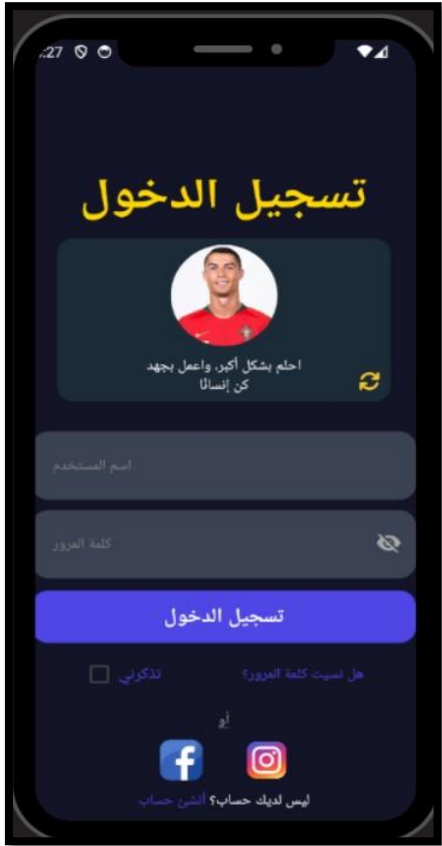 :27
تسجيل الدخول
احلم بشكل أكبر، واعمل بجهد
كن إنسانًا
اسم المستخدم
كلمة المرور
تسجيل الدخول
هل نسيت كلمة المرور؟ تذكرني
أو
ليس لديك حساب؟ أنشئ حساب